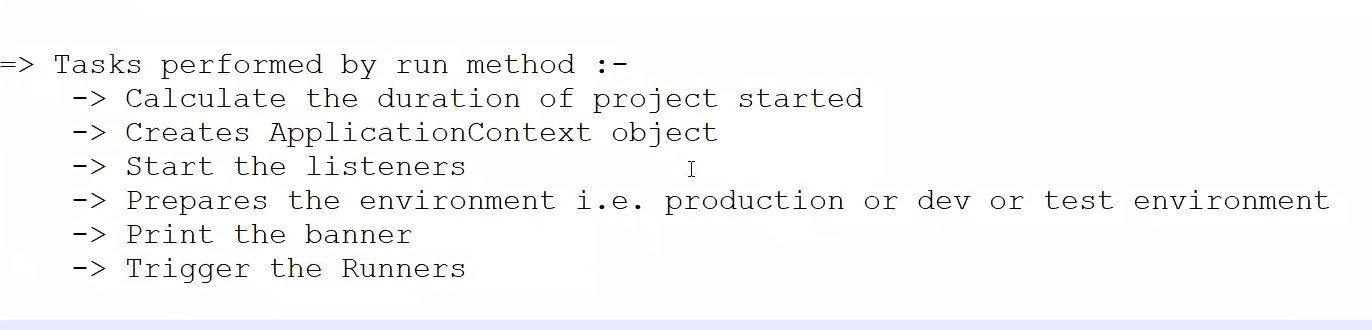 => Tasks performed by run method :-
-> Calculate the duration of project started
-> Creates ApplicationContext object
-> Start the listeners
-> Prepares the environment i.e. production or dev or test environment
-> Print the banner
-> Trigger the Runners